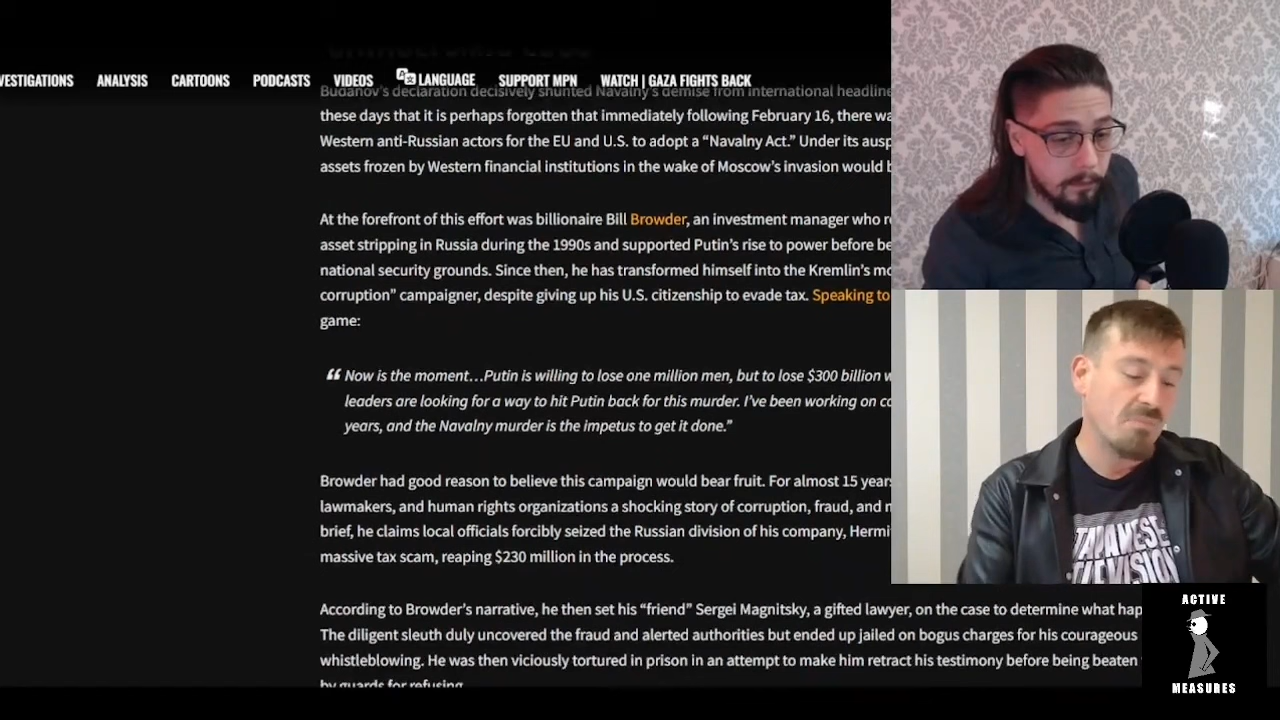 VESTIGATIONS ANALYSIS CARTOONS PODCASTS VIDEOS LANGUAGE SUPPORT MPN WATCH | GAZA FIGHTS BACK
Budanov's declaration decisively shunted Navalny's demise from international headline
these days that it is perhaps forgotten that immediately following February 16, there wa
Western anti-Russian actors for the EU and U.S. to adopt a “Navalny Act.” Under its ausp
assets frozen by Western financial institutions in the wake of Moscow's invasion would b
At the forefront of this effort was billionaire Bill Browder, an investment manager who r
asset stripping in Russia during the 1990s and supported Putin's rise to power before be
national security grounds. Since then, he has transformed himself into the Kremlin's mo
corruption” campaigner, despite giving up his U.S. citizenship to evade tax. Speaking to
game:
“ Now is the moment…Putin is willing to lose one million men, but to lose $300 billion w
leaders are looking for a way to hit Putin back for this murder. I've been working on co
years, and the Navalny murder is the impetus to get it done.”
Browder had good reason to believe this campaign would bear fruit. For almost 15 years
lawmakers, and human rights organizations a shocking story of corruption, fraud, and m
brief, he claims local officials forcibly seized the Russian division of his company, Hermi
massive tax scam, reaping $230 million in the process.
According to Browder's narrative, he then set his “friend” Sergei Magnitsky, a gifted lawyer, on the case to determine what hap
The diligent sleuth duly uncovered the fraud and alerted authorities but ended up jailed on bogus charges for his courageous
whistleblowing. He was then viciously tortured in prison in an attempt to make him retract his testimony before being beaten
by guards for refusing.
TELEVISION
ACTIVE
MEASURES